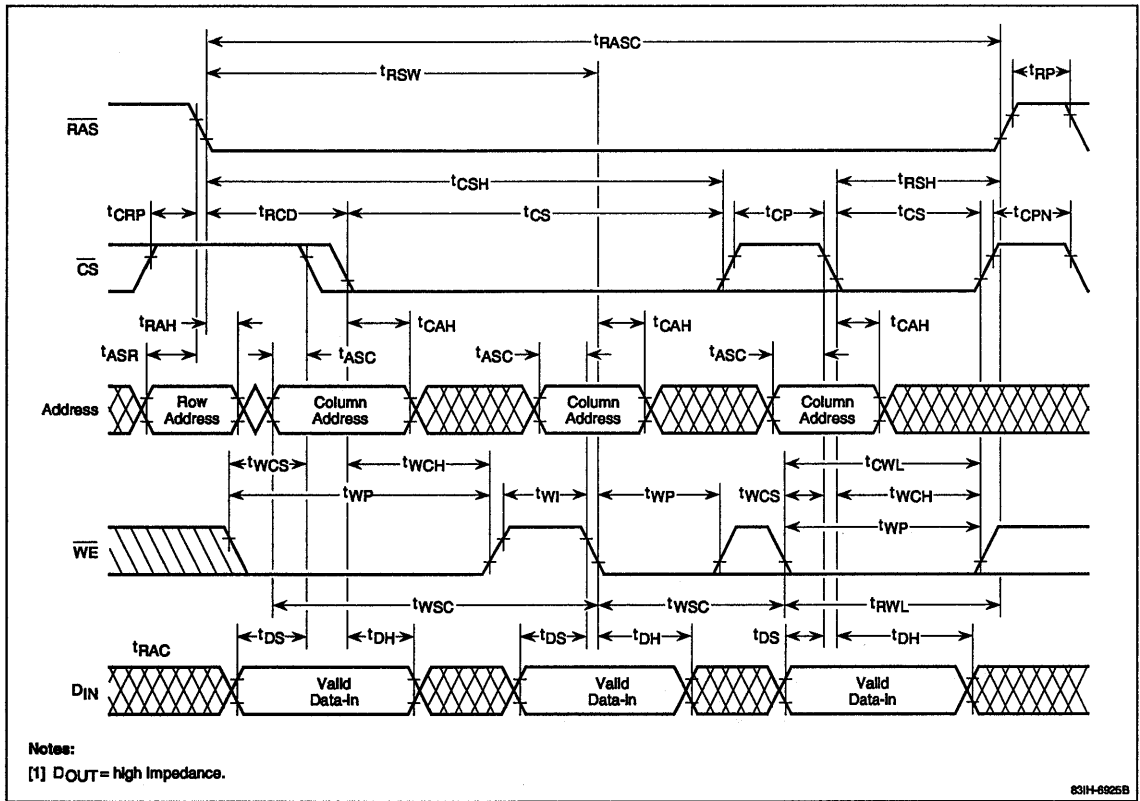 tRASC
tRSW
tRP
RAS
tCSH
tRSH
tCRP
tRCD
tCS
tCP
tCS
tCPN
CS
tRAH
tCAH
tCAH
tCAH
tASR
tASC
tASC
tASC
Address
Row Address
Column Address
Column Address
Column Address
tWCS
tWCH
tCWL
tWP
tWI
tWP
tWCS
tWCH
tWP
WE
tWSC
tWSC
tRWL
tRAC
tDS
tDH
tDS
tDH
tDS
tDH
DIN
Valid Data-In
Valid Data-In
Valid Data-In
Notes:
[1] DOUT = high impedance.
83IH-6925B